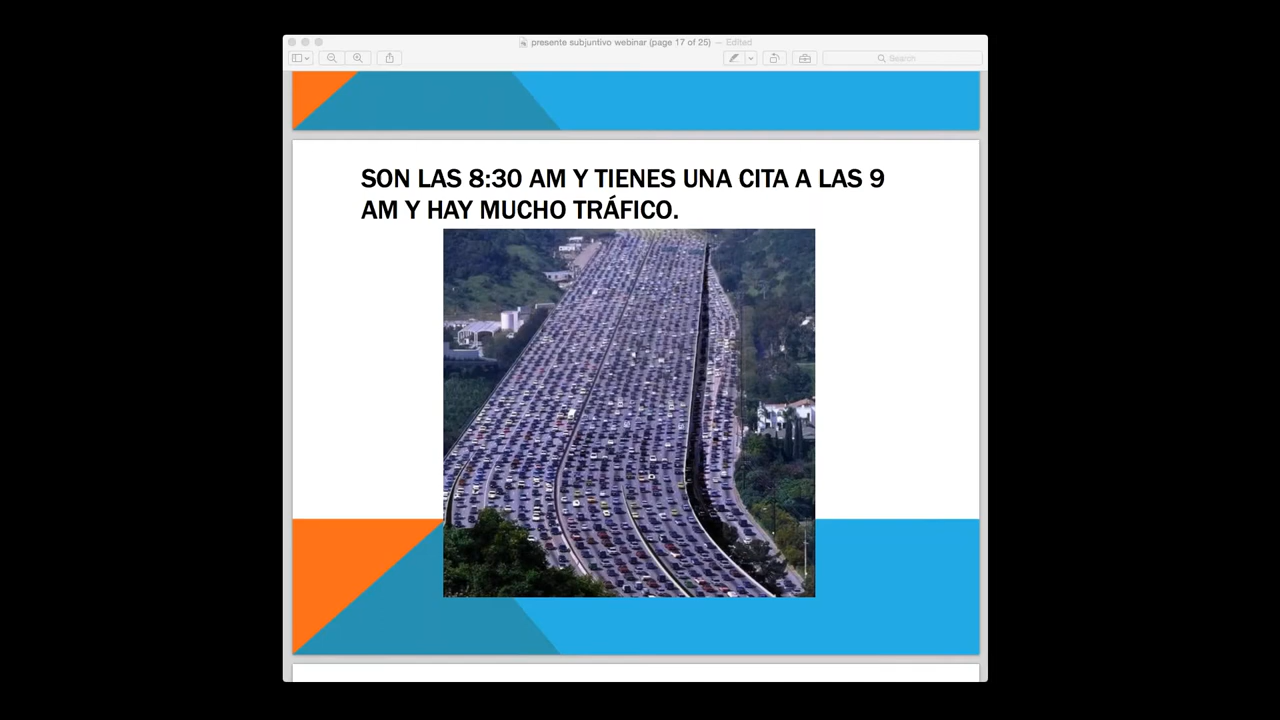 presente subjuntivo webinar (page 17 of 25) — Edited
Search
SON LAS 8:30 AM Y TIENES UNA CITA A LAS 9
AM Y HAY MUCHO TRÁFICO.